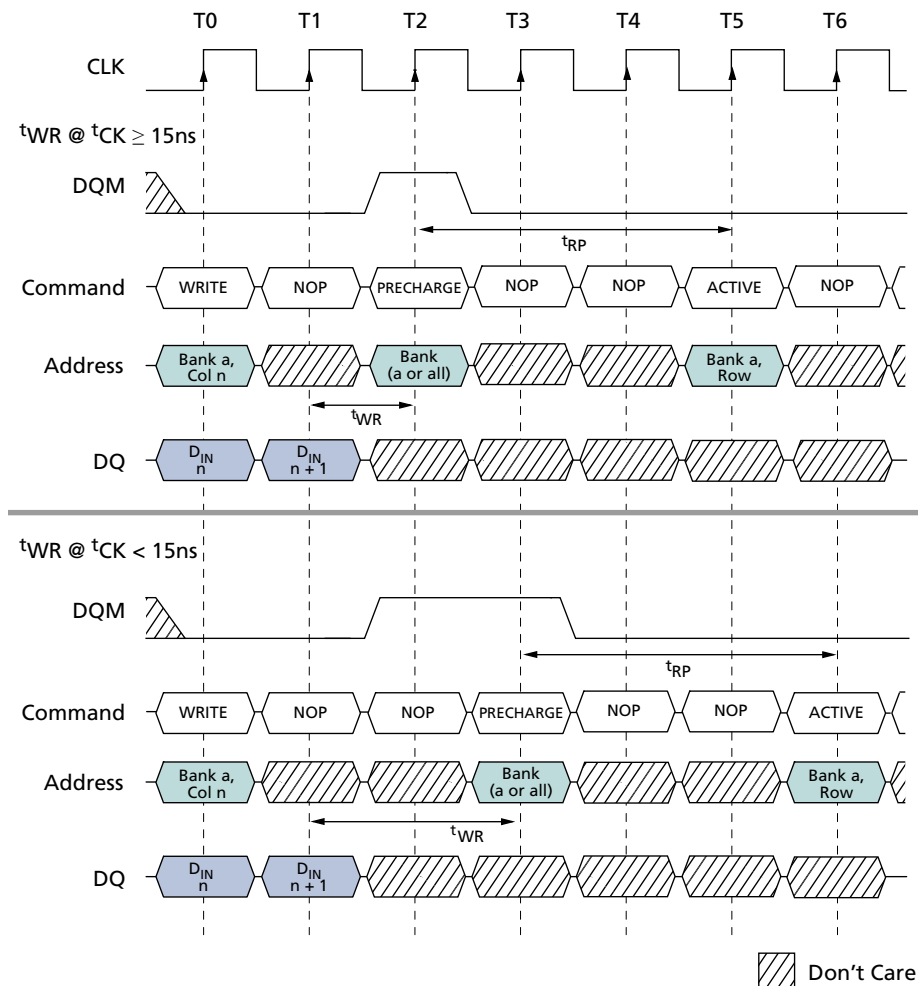 T0 T1 T2 T3 T4 T5 T6
CLK
tWR @ tCK ≥ 15ns
DQM
tRP
Command WRITE NOP PRECHARGE NOP NOP ACTIVE NOP
Address Bank a, Bank Bank a,
Col n (a or all) Row
tWR
DQ DIN DIN
n n + 1
tWR @ tCK < 15ns
DQM
tRP
Command WRITE NOP NOP PRECHARGE NOP NOP ACTIVE
Address Bank a, Bank Bank a,
Col n (a or all) Row
tWR
DQ DIN DIN
n n + 1
Don't Care